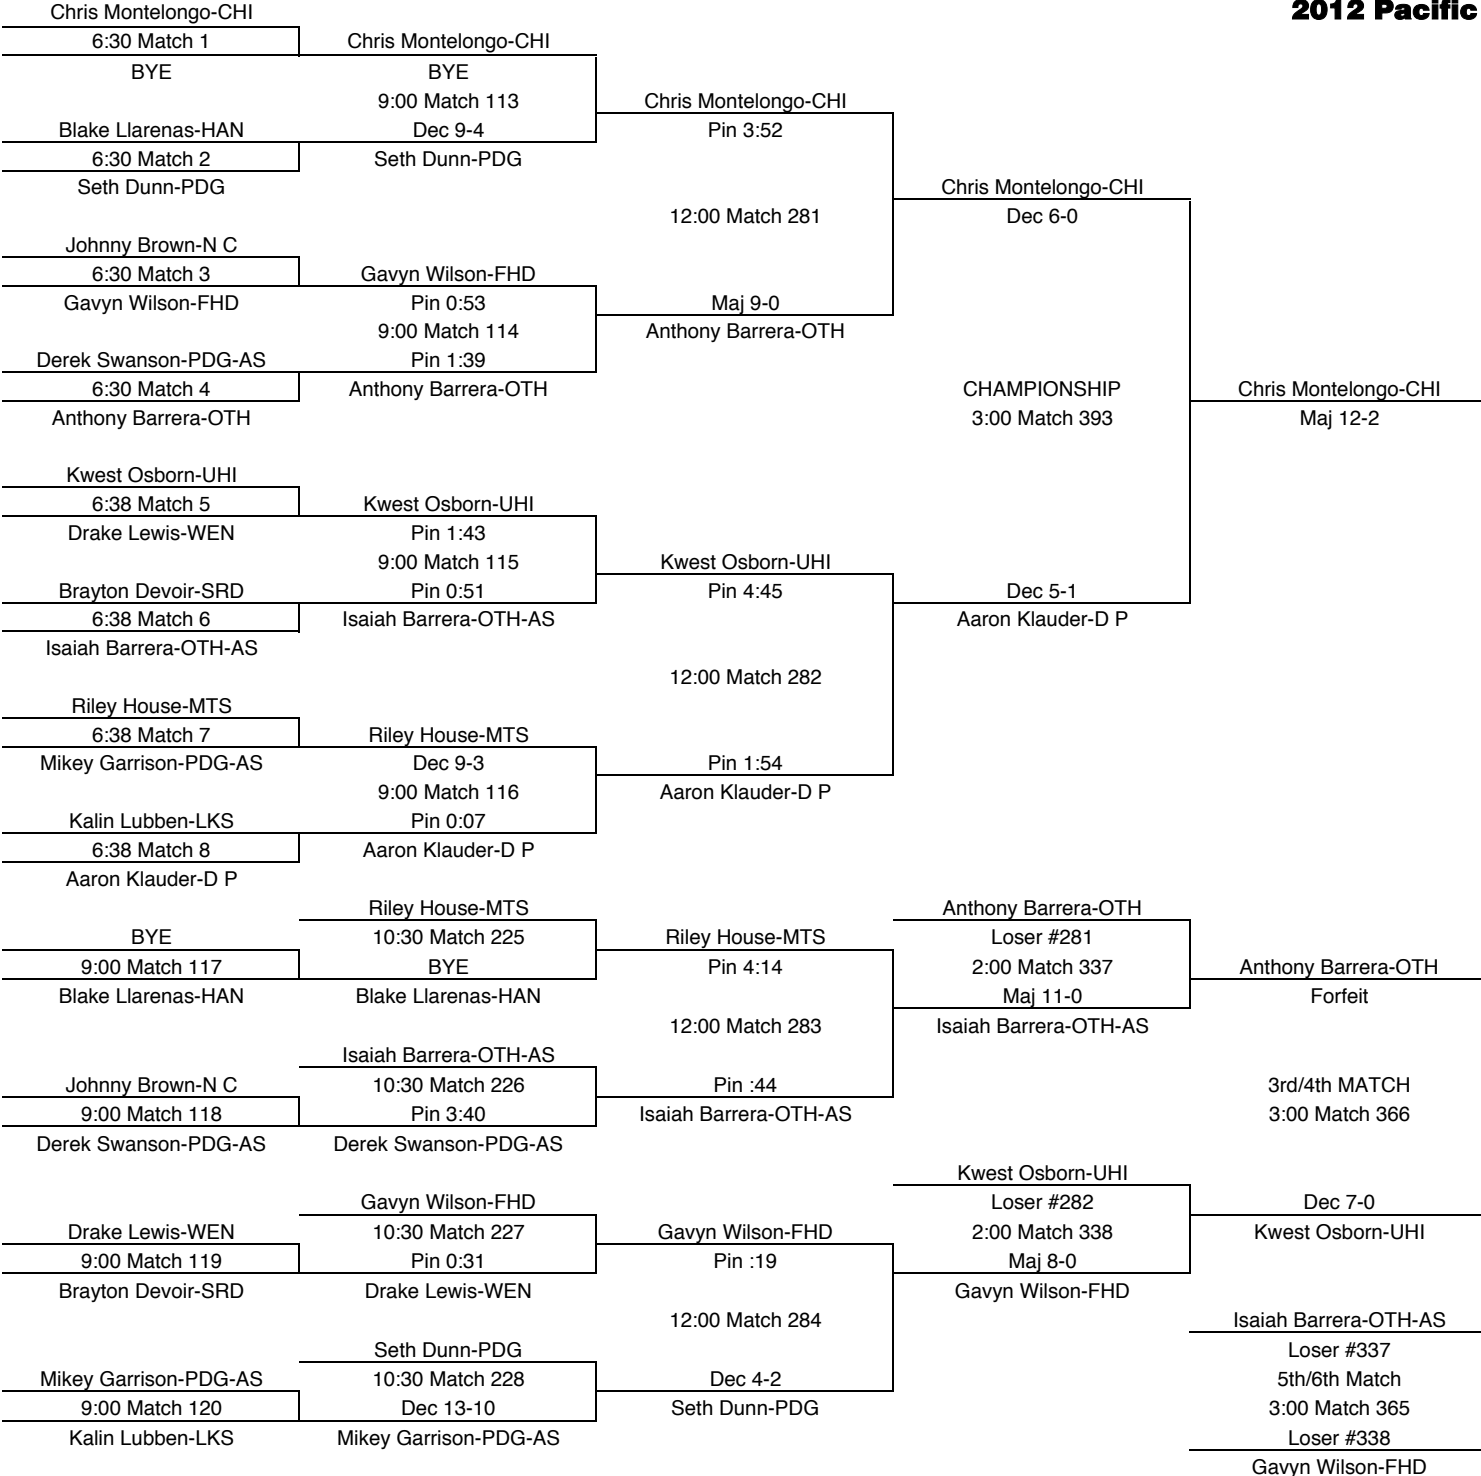 2012 Pacific
Chris Montelongo-CHI
6:30 Match 1
Chris Montelongo-CHI
BYE
BYE
9:00 Match 113
Chris Montelongo-CHI
Blake Llarenas-HAN
Dec 9-4
Pin 3:52
6:30 Match 2
Seth Dunn-PDG
Seth Dunn-PDG
Chris Montelongo-CHI
12:00 Match 281
Dec 6-0
Johnny Brown-N C
6:30 Match 3
Gavyn Wilson-FHD
Gavyn Wilson-FHD
Pin 0:53
Maj 9-0
9:00 Match 114
Anthony Barrera-OTH
Derek Swanson-PDG-AS
Pin 1:39
6:30 Match 4
Anthony Barrera-OTH
CHAMPIONSHIP
Chris Montelongo-CHI
Anthony Barrera-OTH
3:00 Match 393
Maj 12-2
Kwest Osborn-UHI
6:38 Match 5
Kwest Osborn-UHI
Drake Lewis-WEN
Pin 1:43
9:00 Match 115
Kwest Osborn-UHI
Brayton Devoir-SRD
Pin 0:51
Pin 4:45
Dec 5-1
6:38 Match 6
Isaiah Barrera-OTH-AS
Aaron Klauder-D P
Isaiah Barrera-OTH-AS
12:00 Match 282
Riley House-MTS
6:38 Match 7
Riley House-MTS
Mikey Garrison-PDG-AS
Dec 9-3
Pin 1:54
9:00 Match 116
Aaron Klauder-D P
Kalin Lubben-LKS
Pin 0:07
6:38 Match 8
Aaron Klauder-D P
Aaron Klauder-D P
Riley House-MTS
Anthony Barrera-OTH
BYE
10:30 Match 225
Riley House-MTS
Loser #281
9:00 Match 117
BYE
Pin 4:14
2:00 Match 337
Anthony Barrera-OTH
Blake Llarenas-HAN
Blake Llarenas-HAN
Maj 11-0
Forfeit
12:00 Match 283
Isaiah Barrera-OTH-AS
Isaiah Barrera-OTH-AS
Johnny Brown-N C
10:30 Match 226
Pin :44
3rd/4th MATCH
9:00 Match 118
Pin 3:40
Isaiah Barrera-OTH-AS
3:00 Match 366
Derek Swanson-PDG-AS
Derek Swanson-PDG-AS
Kwest Osborn-UHI
Gavyn Wilson-FHD
Loser #282
Dec 7-0
Drake Lewis-WEN
10:30 Match 227
Gavyn Wilson-FHD
2:00 Match 338
Kwest Osborn-UHI
9:00 Match 119
Pin 0:31
Pin :19
Maj 8-0
Brayton Devoir-SRD
Drake Lewis-WEN
Gavyn Wilson-FHD
12:00 Match 284
Isaiah Barrera-OTH-AS
Seth Dunn-PDG
Loser #337
Mikey Garrison-PDG-AS
10:30 Match 228
Dec 4-2
5th/6th Match
9:00 Match 120
Dec 13-10
Seth Dunn-PDG
3:00 Match 365
Kalin Lubben-LKS
Mikey Garrison-PDG-AS
Loser #338
Gavyn Wilson-FHD